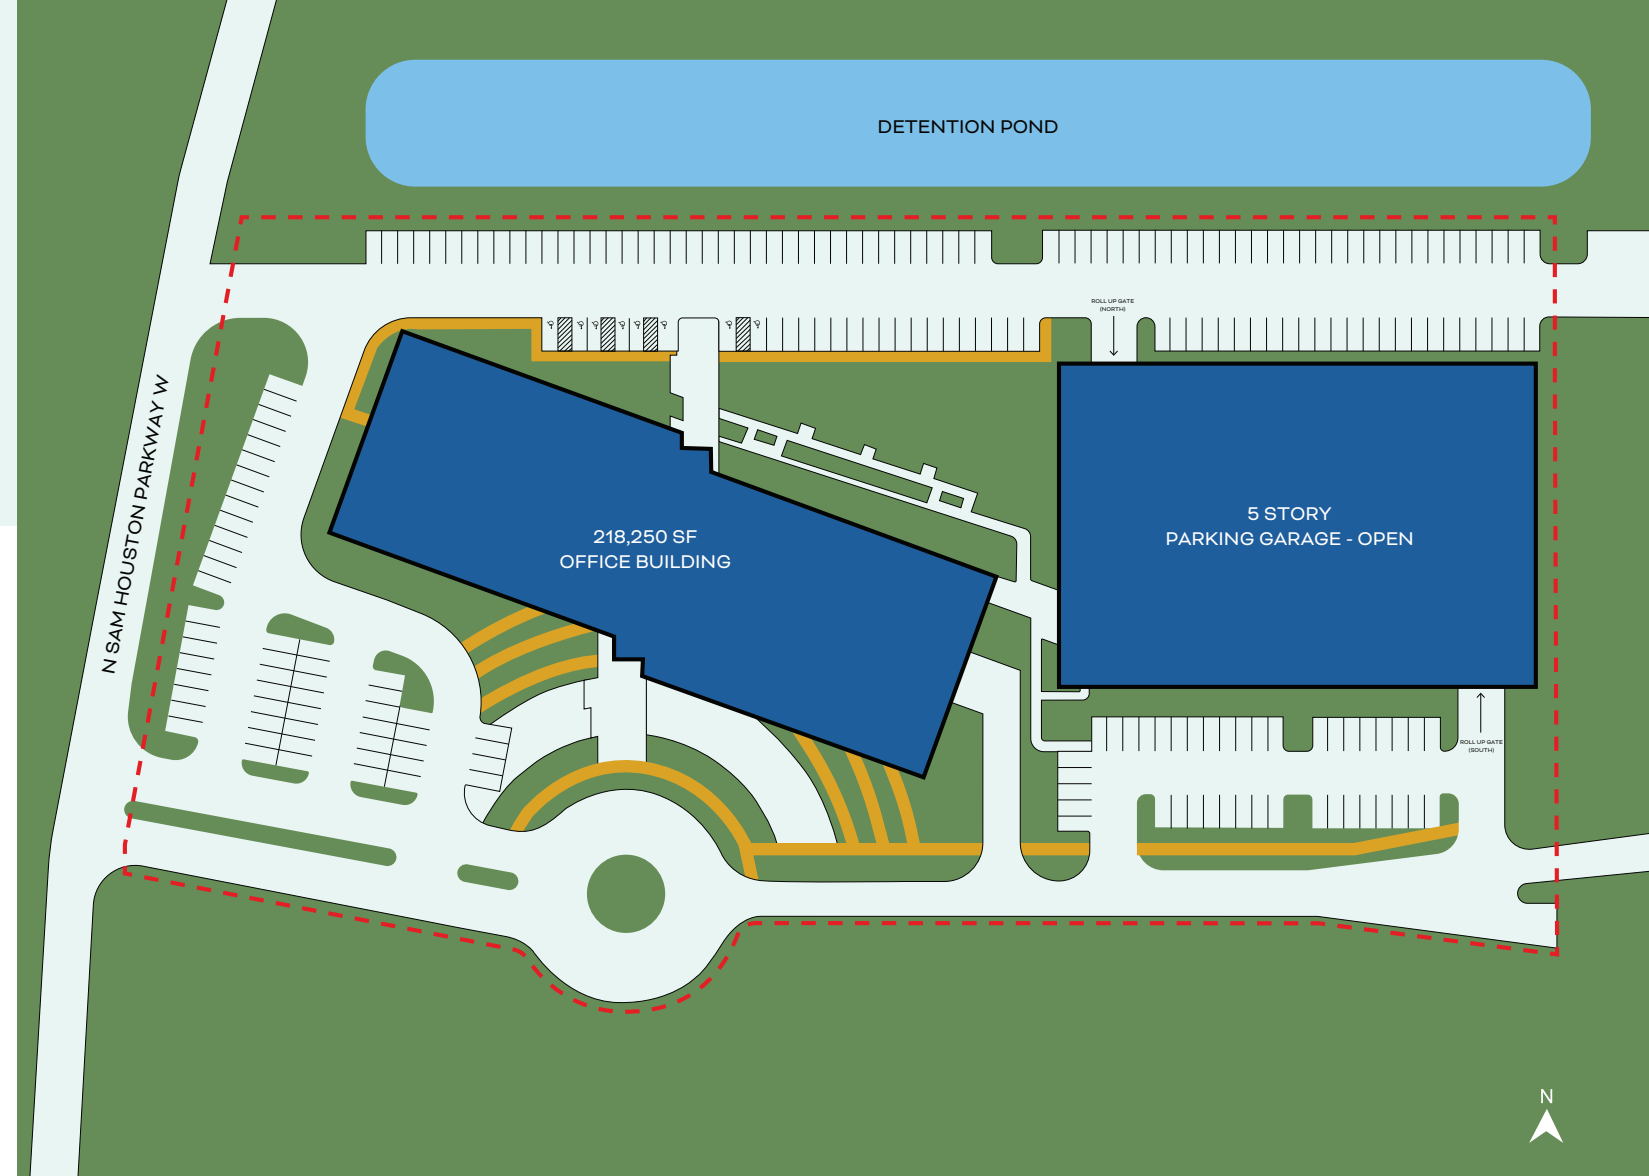 DETENTION POND
ROLL UP GATE
(NORTH)
N SAM HOUSTON PARKWAY W
218,250 SF
OFFICE BUILDING
5 STORY
PARKING GARAGE - OPEN
ROLL UP GATE
(SOUTH)
N